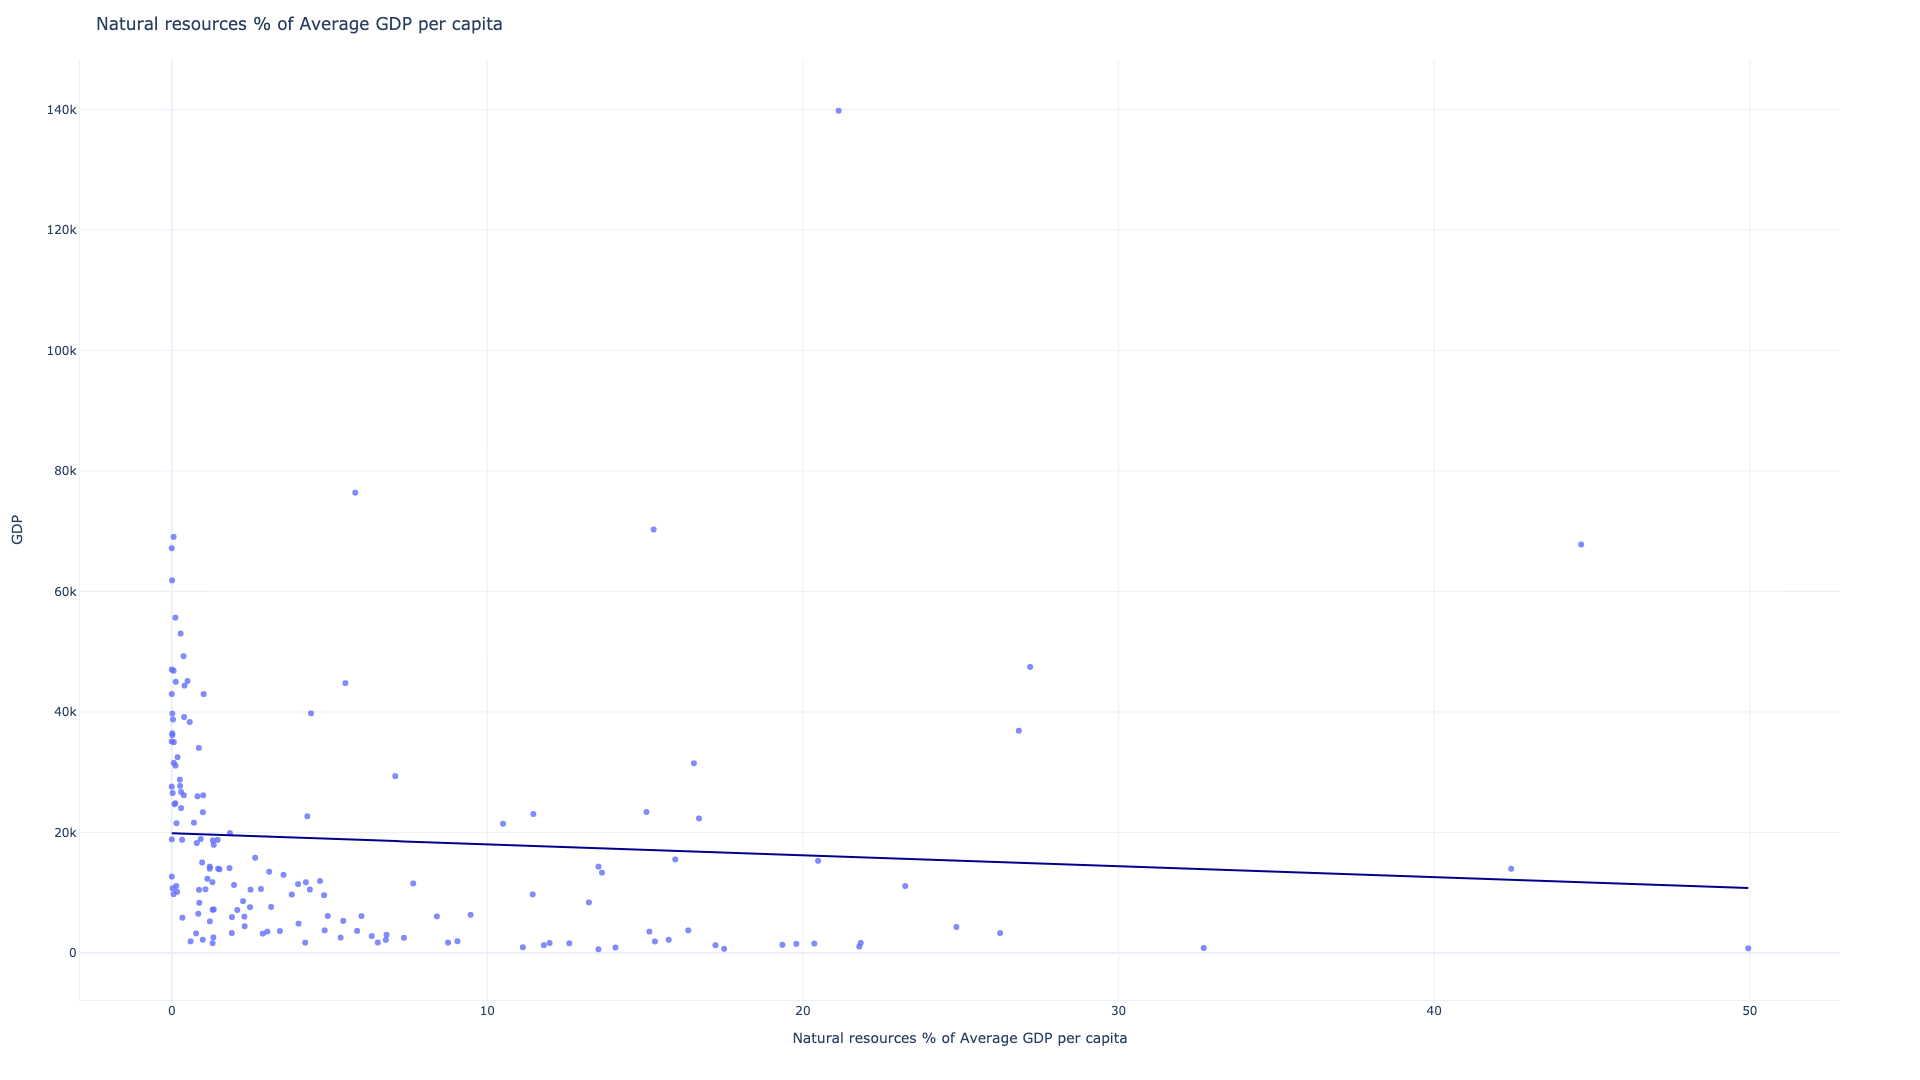 Natural resources % of Average GDP per capita
140k
120k
100k
80k
60k
40k
20k
0
GDP
0 10 20 30 40 50
Natural resources % of Average GDP per capita